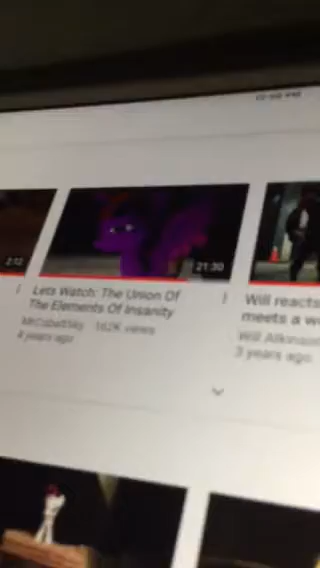 2:12
21:30
Lets Watch: The Union Of
The Elements Of Insanity
162K views
4 years ago
Will reacts
meets a
Will
3 years ago